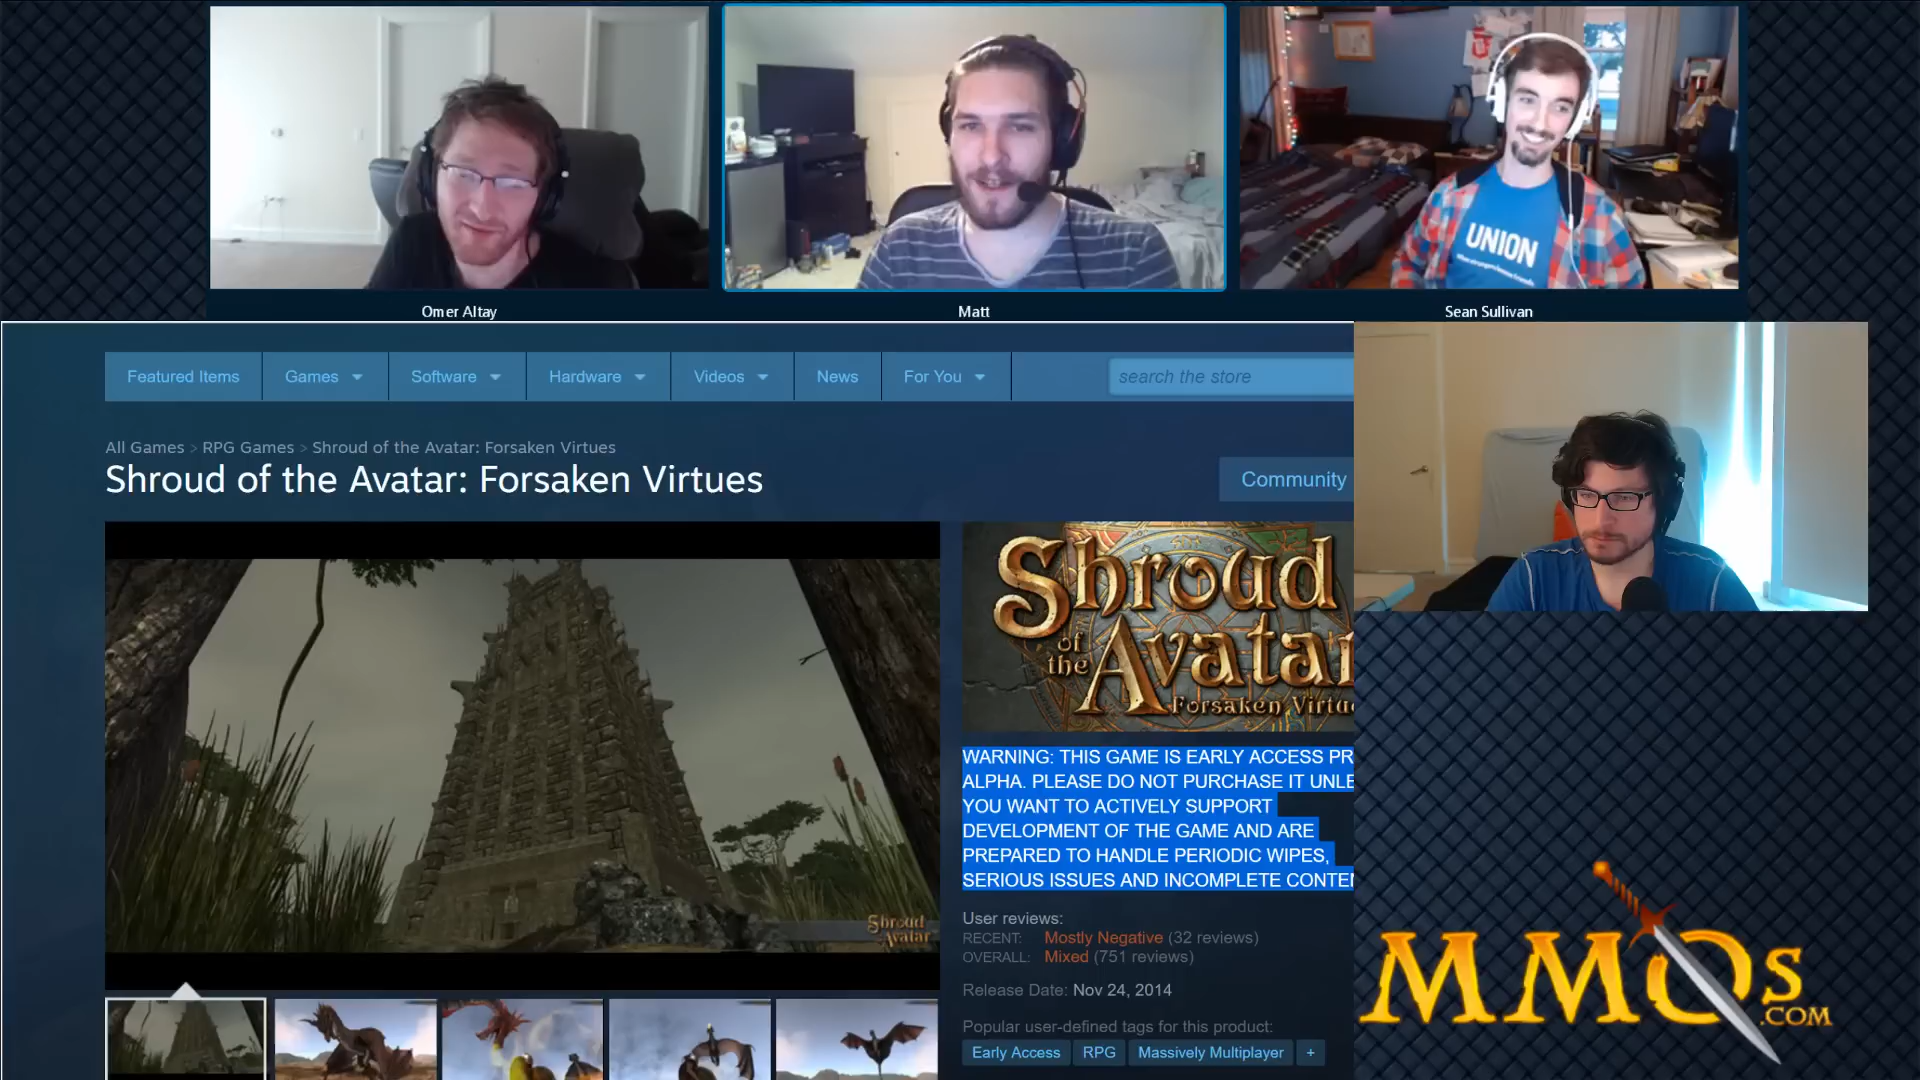 UNION
Omer Altay
Matt
Sean Sullivan
Featured Items
Games
Software
Hardware
Videos
News
For You
search the store
All Games > RPG Games > Shroud of the Avatar: Forsaken Virtues
Shroud of the Avatar: Forsaken Virtues
Community
Shroud
of
the Avatar
Forsaken Virtue
WARNING: THIS GAME IS EARLY ACCESS PR
ALPHA. PLEASE DO NOT PURCHASE IT UNLE
YOU WANT TO ACTIVELY SUPPORT
DEVELOPMENT OF THE GAME AND ARE
PREPARED TO HANDLE PERIODIC WIPES,
SERIOUS ISSUES AND INCOMPLETE CONTEN
Shroud
Avatar
User reviews:
RECENT: Mostly Negative (32 reviews)
OVERALL: Mixed (751 reviews)
Release Date: Nov 24, 2014
Popular user-defined tags for this product:
Early Access
RPG
Massively Multiplayer
+
MMOs
.COM